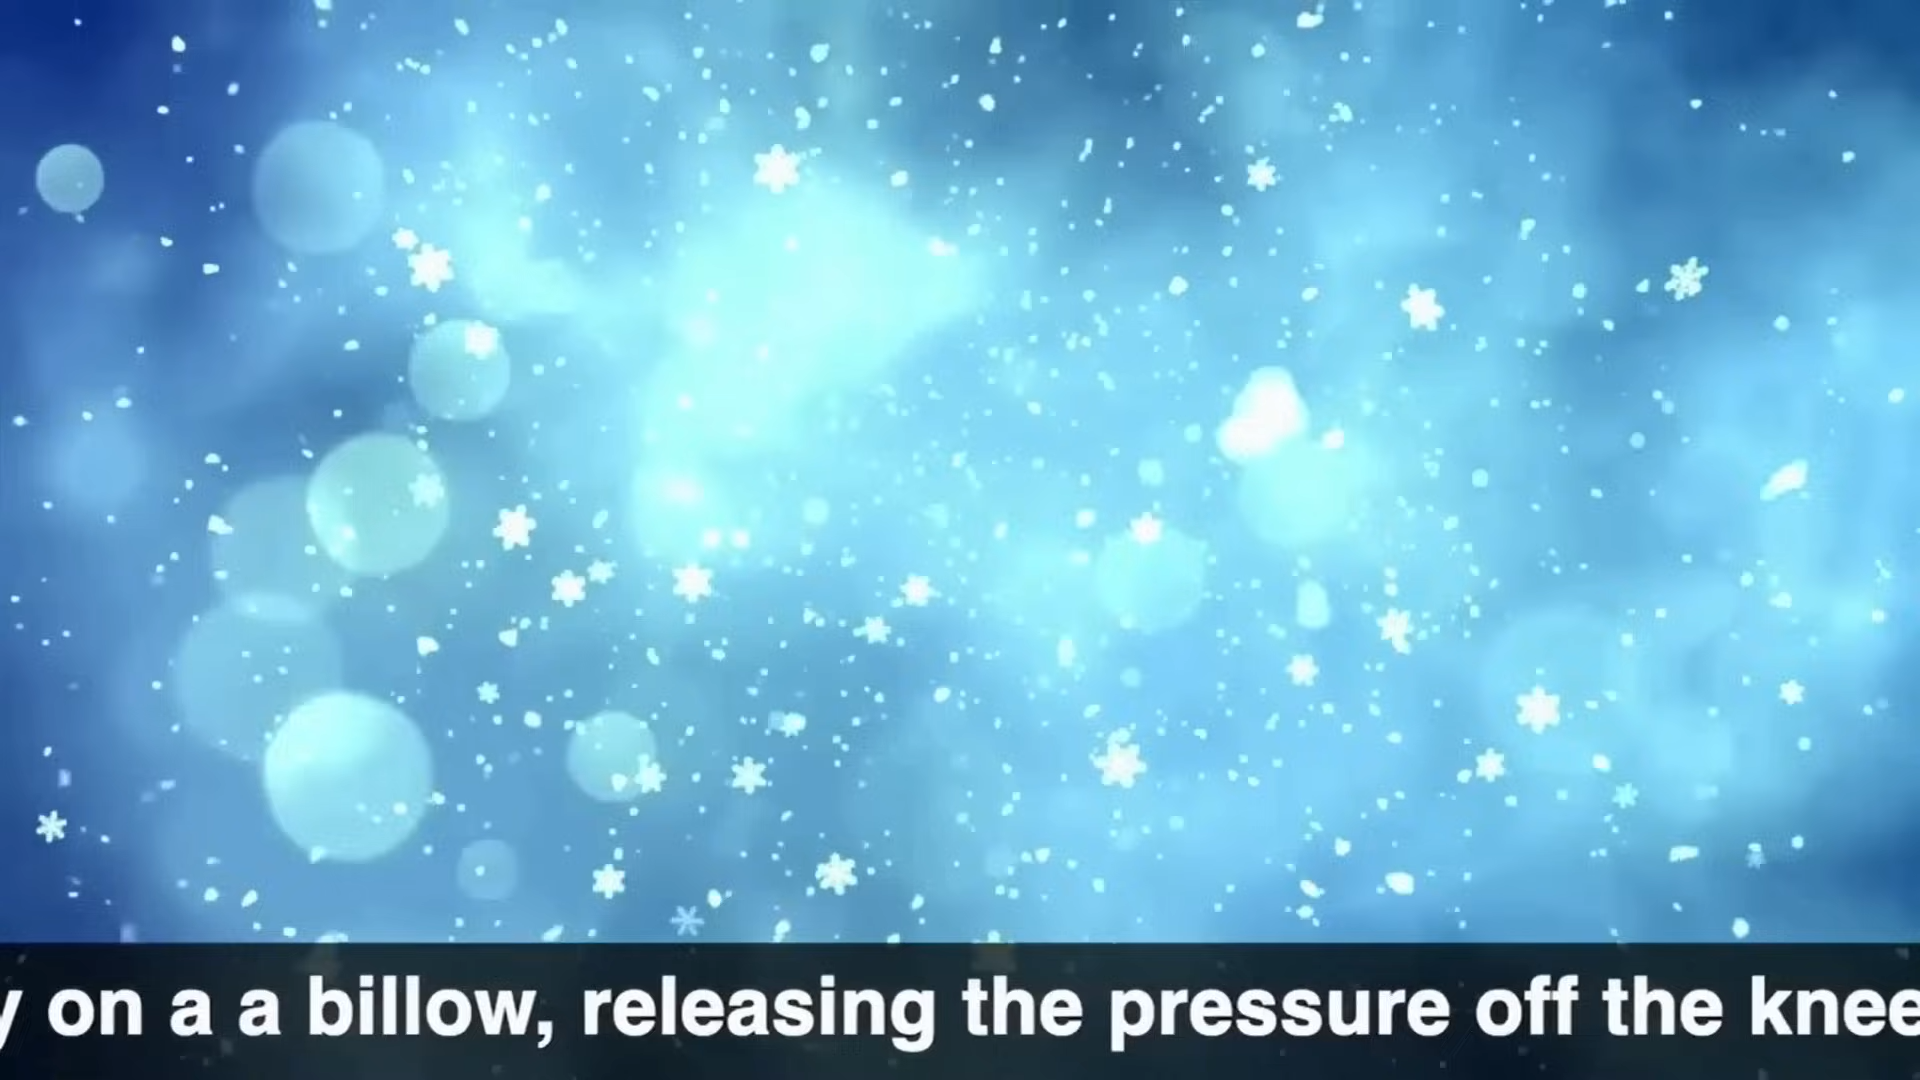 y on a a billow, releasing the pressure off the knee